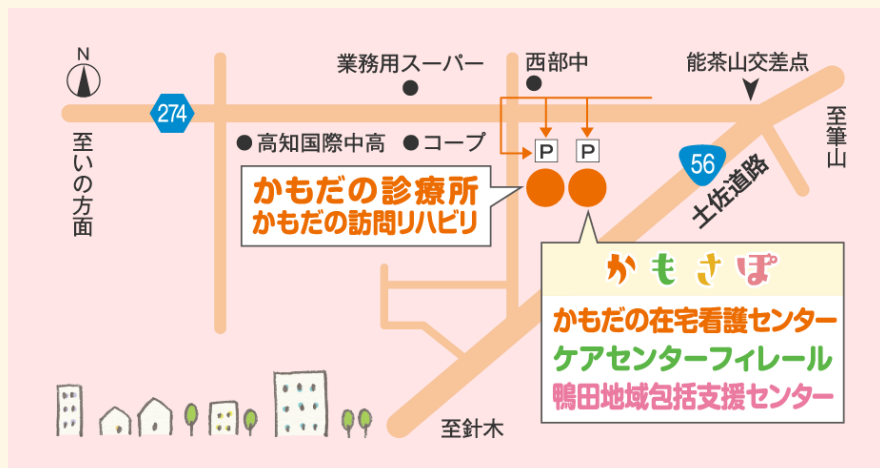 N
業務用スーパー
西部中
能茶山交差点
274
至いの方面
高知国際中高
コープ
P
P
56
土佐道路
至筆山
かもだの診療所
かもだの訪問リハビリ
かもさぽ
かもだの在宅看護センター
ケアセンターフィレール
鴨田地域包括支援センター
至針木